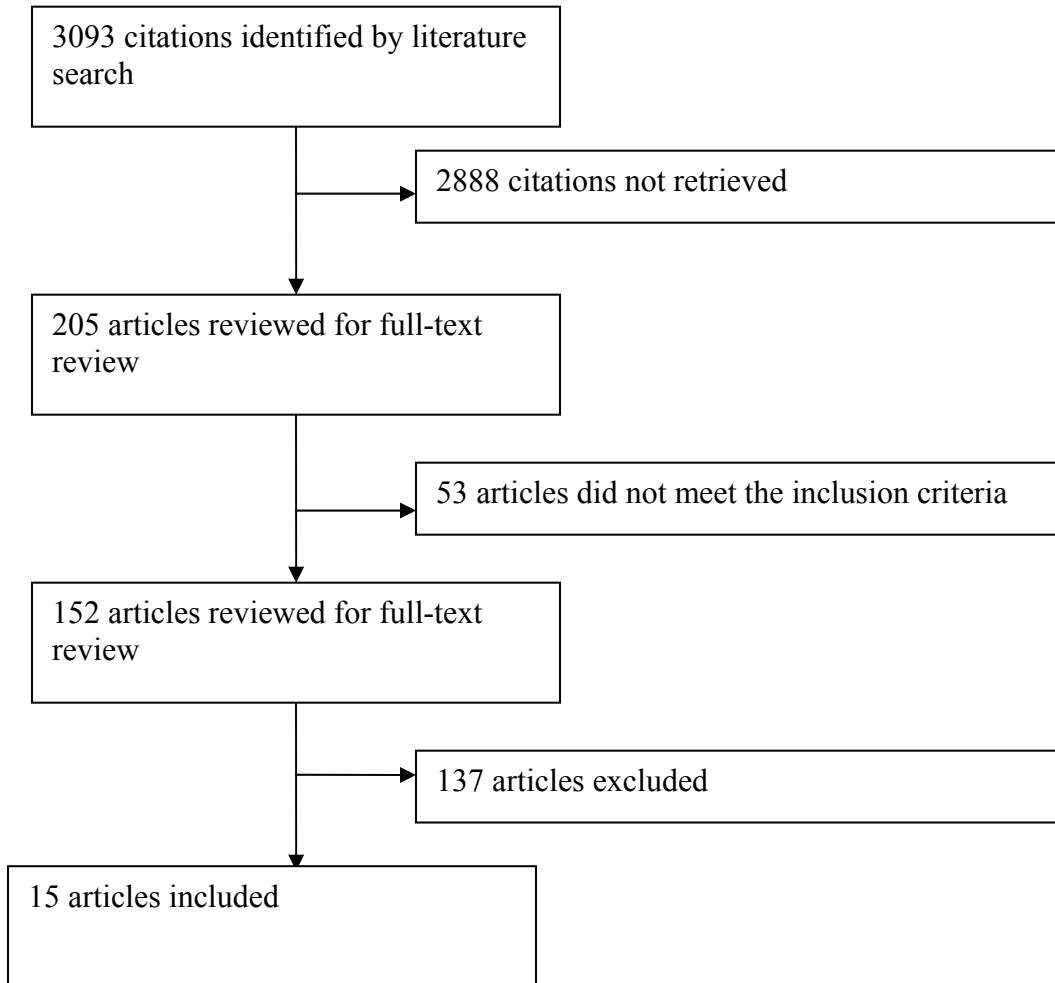 3093 citations identified by literature
search
2888 citations not retrieved
205 articles reviewed for full-text
review
53 articles did not meet the inclusion criteria
152 articles reviewed for full-text
review
137 articles excluded
15 articles included